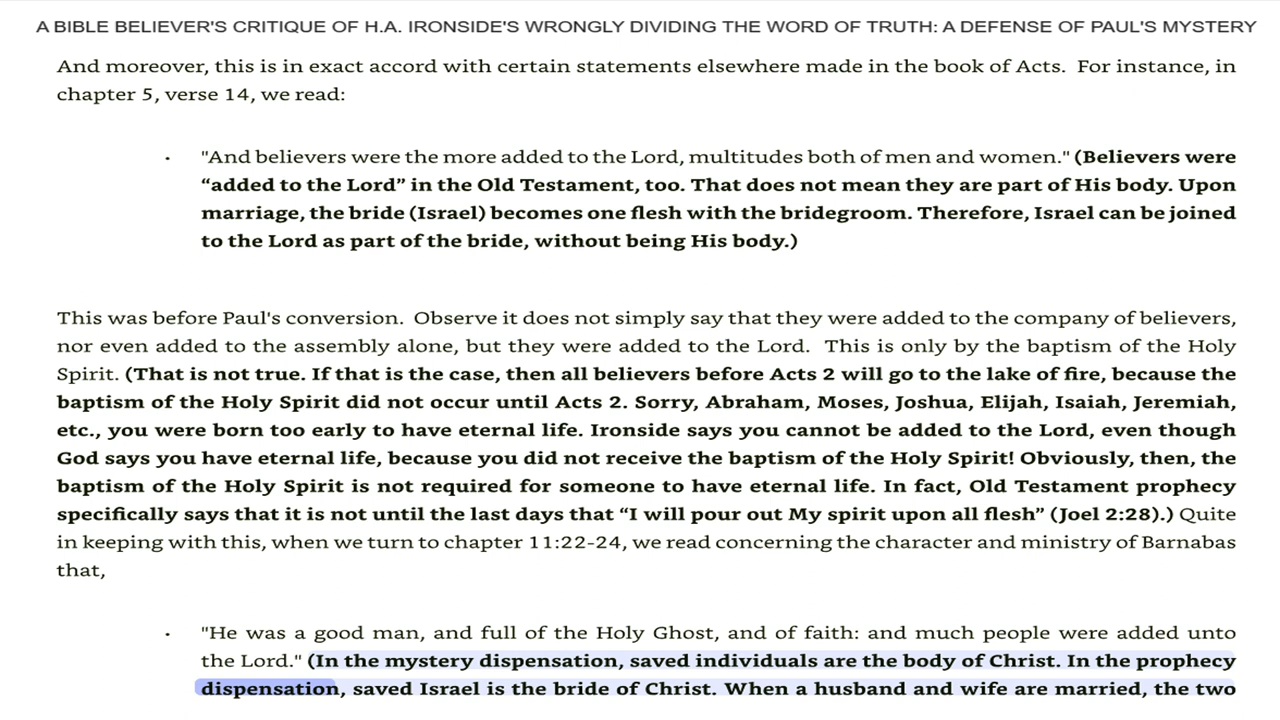 A BIBLE BELIEVER'S CRITIQUE OF H.A. IRONSIDE'S WRONGLY DIVIDING THE WORD OF TRUTH: A DEFENSE OF PAUL'S MYSTERY
And moreover, this is in exact accord with certain statements elsewhere made in the book of Acts. For instance, in
chapter 5, verse 14, we read:
· "And believers were the more added to the Lord, multitudes both of men and women." (Believers were
“added to the Lord” in the Old Testament, too. That does not mean they are part of His body. Upon
marriage, the bride (Israel) becomes one flesh with the bridegroom. Therefore, Israel can be joined
to the Lord as part of the bride, without being His body.)
This was before Paul's conversion. Observe it does not simply say that they were added to the company of believers,
nor even added to the assembly alone, but they were added to the Lord. This is only by the baptism of the Holy
Spirit. (That is not true. If that is the case, then all believers before Acts 2 will go to the lake of fire, because the
baptism of the Holy Spirit did not occur until Acts 2. Sorry, Abraham, Moses, Joshua, Elijah, Isaiah, Jeremiah,
etc., you were born too early to have eternal life. Ironside says you cannot be added to the Lord, even though
God says you have eternal life, because you did not receive the baptism of the Holy Spirit! Obviously, then, the
baptism of the Holy Spirit is not required for someone to have eternal life. In fact, Old Testament prophecy
specifically says that it is not until the last days that “I will pour out My spirit upon all flesh” (Joel 2:28).) Quite
in keeping with this, when we turn to chapter 11:22-24, we read concerning the character and ministry of Barnabas
that,
· "He was a good man, and full of the Holy Ghost, and of faith: and much people were added unto
the Lord." (In the mystery dispensation, saved individuals are the body of Christ. In the prophecy
dispensation, saved Israel is the bride of Christ. When a husband and wife are married, the two